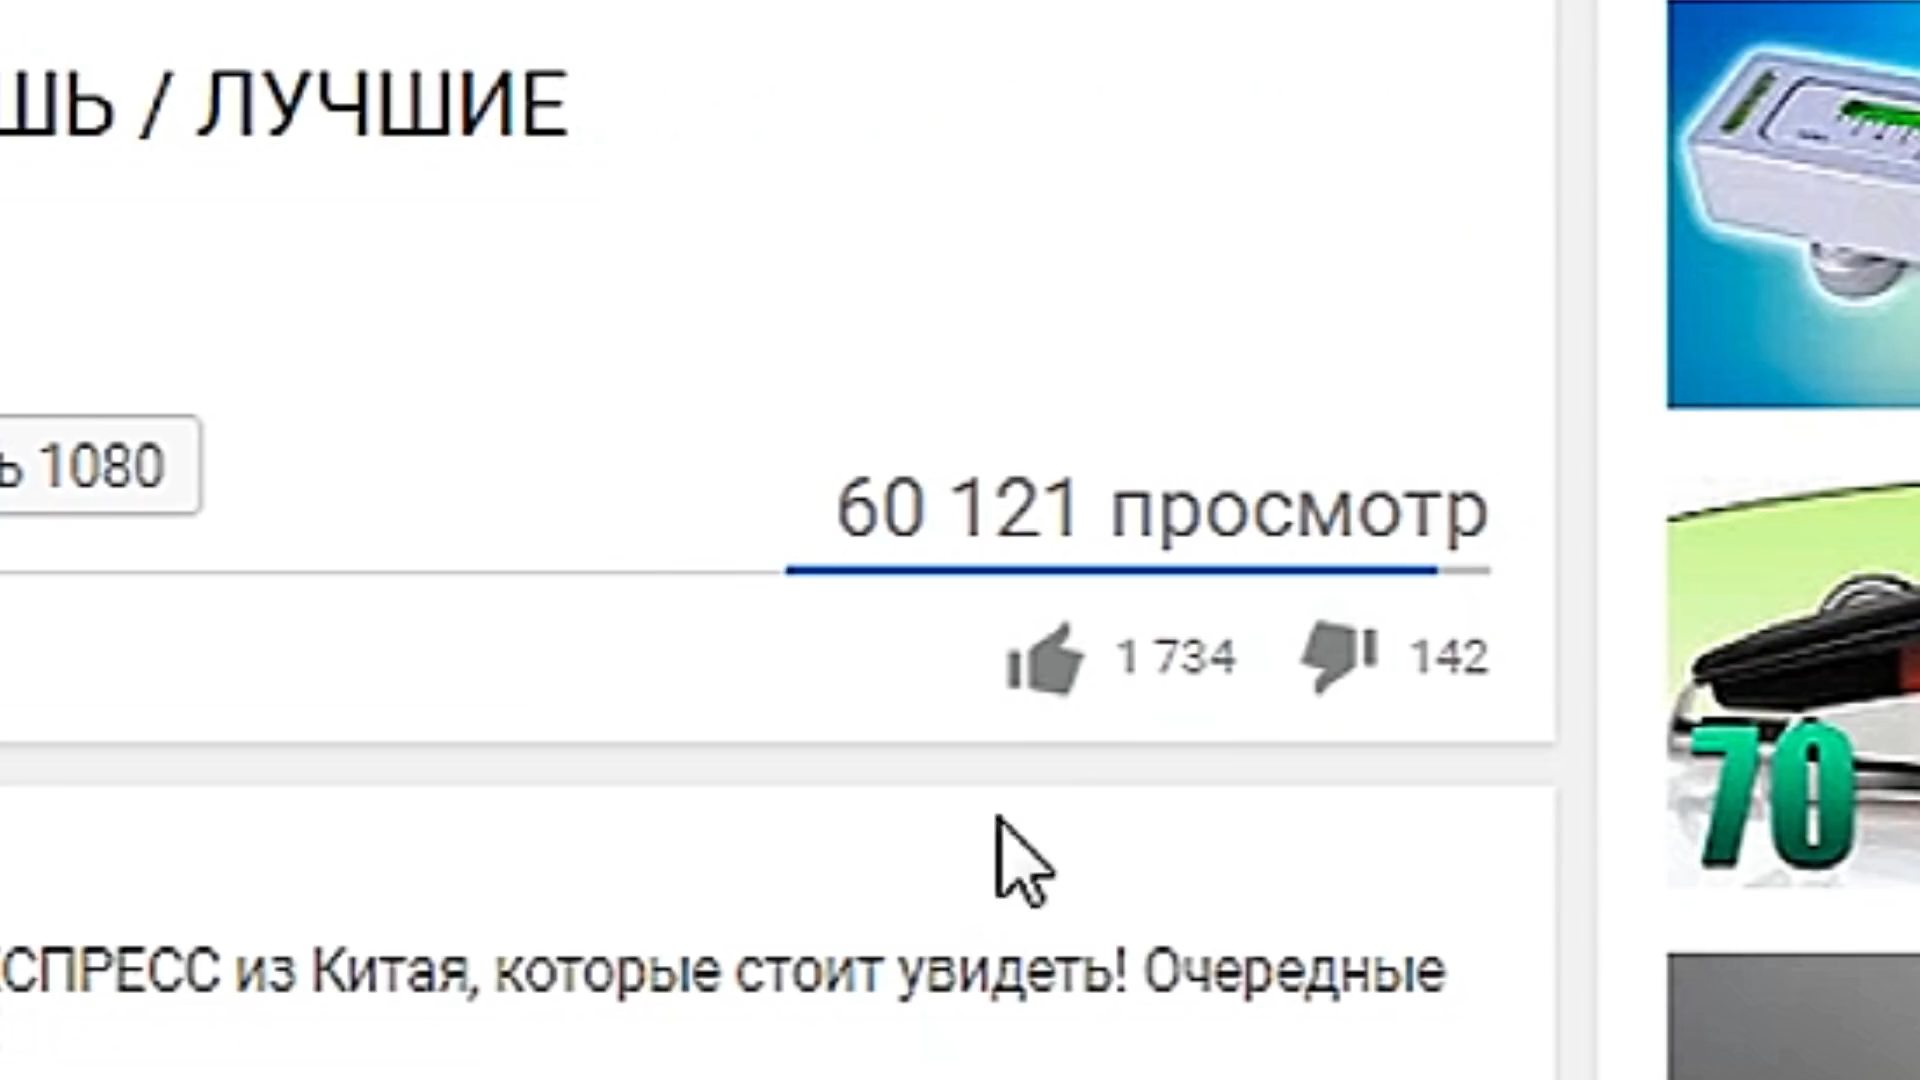 ШЬ / ЛУЧШИЕ
ь 1080
60 121 просмотр
1 734 142
70
СПРЕСС из Китая, которые стоит увидеть! Очередные